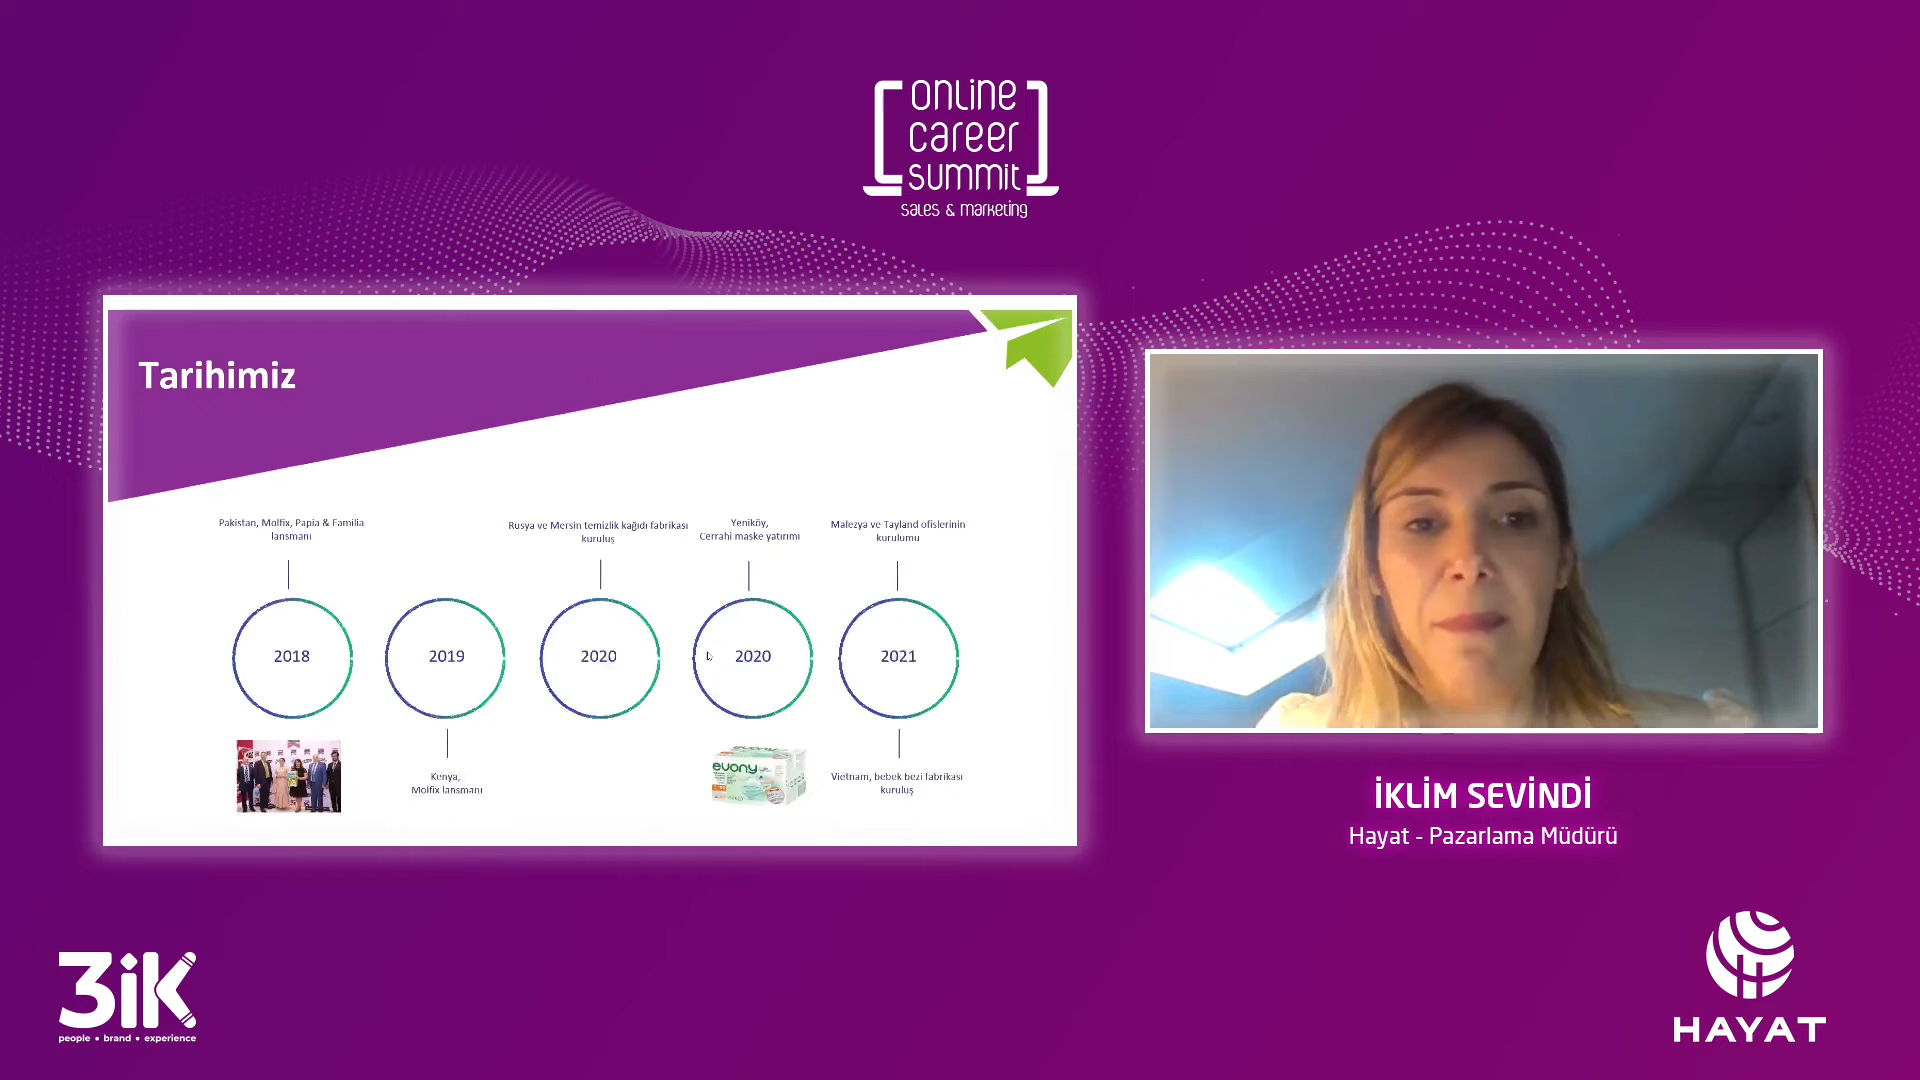 online
career
summit
sales & marketing
Tarihimiz
Pakistan, Molfix, Papia & Familia
lansmanı
Rusya ve Mersin temizlik kağıdı fabrikası
kuruluş
Yeniköy,
Cerrahi maske yatırımı
Malezya ve Tayland ofislerinin
kurulumu
2018
2019
2020
2020
2021
Kenya,
Molfix lansmanı
evony
Vietnam, bebek bezi fabrikası
kuruluş
İKLİM SEVİNDİ
Hayat - Pazarlama Müdürü
3iK
people • brand • experience
HAYAT